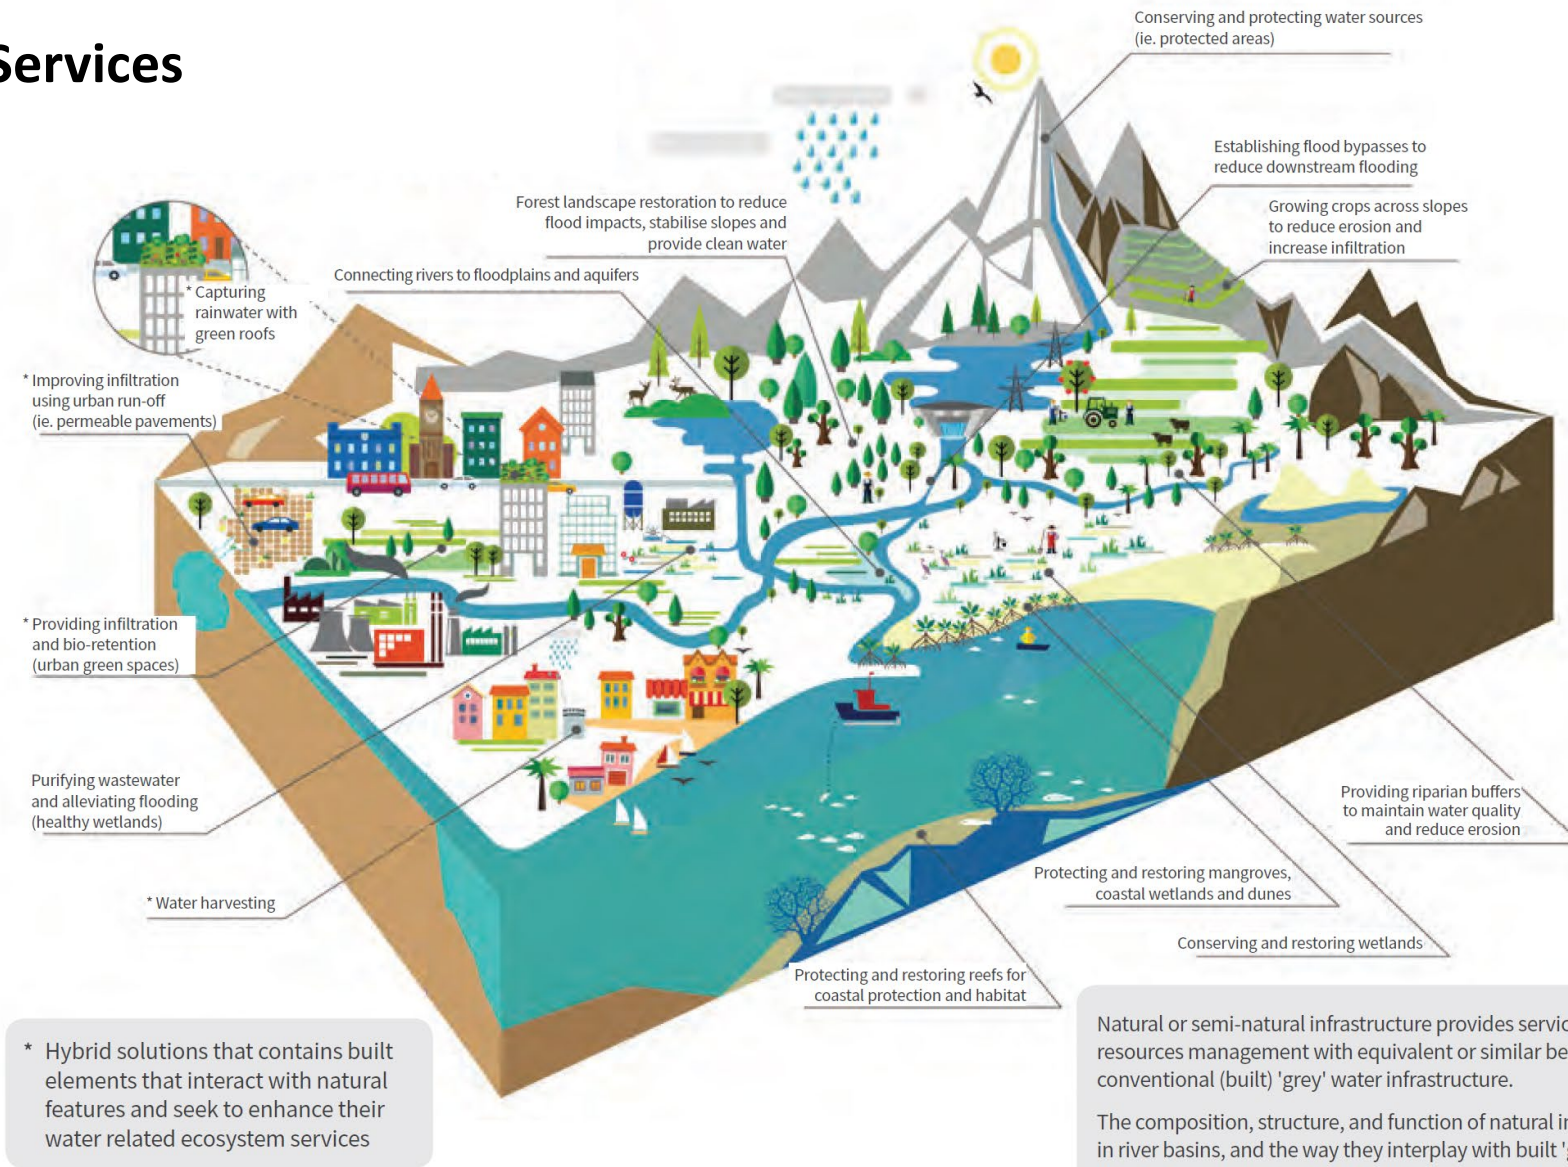 Services
Conserving and protecting water sources
(ie. protected areas)
Establishing flood bypasses to
reduce downstream flooding
Forest landscape restoration to reduce
flood impacts, stabilise slopes and
provide clean water
Growing crops across slopes
to reduce erosion and
increase infiltration
Connecting rivers to floodplains and aquifers
* Capturing
rainwater with
green roofs
* Improving infiltration
using urban run-off
(ie. permeable pavements)
* Providing infiltration
and bio-retention
(urban green spaces)
Purifying wastewater
and alleviating flooding
(healthy wetlands)
* Water harvesting
Providing riparian buffers
to maintain water quality
and reduce erosion
Protecting and restoring mangroves,
coastal wetlands and dunes
Conserving and restoring wetlands
Protecting and restoring reefs for
coastal protection and habitat
* Hybrid solutions that contains built
elements that interact with natural
features and seek to enhance their
water related ecosystem services
Natural or semi-natural infrastructure provides
resources management with equivalent or similar
conventional (built) 'grey' water infrastructure.
The composition, structure, and function of natural
in river basins, and the way they interplay with built